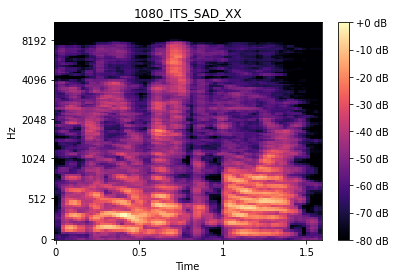 1080_ITS_SAD_XX
+0 dB
8192
-10 dB
4096
-20 dB
-30 dB
2048
Hz
-40 dB
1024
-50 dB
512
-60 dB
-70 dB
0
-80 dB
0
0.5
1
1.5
Time